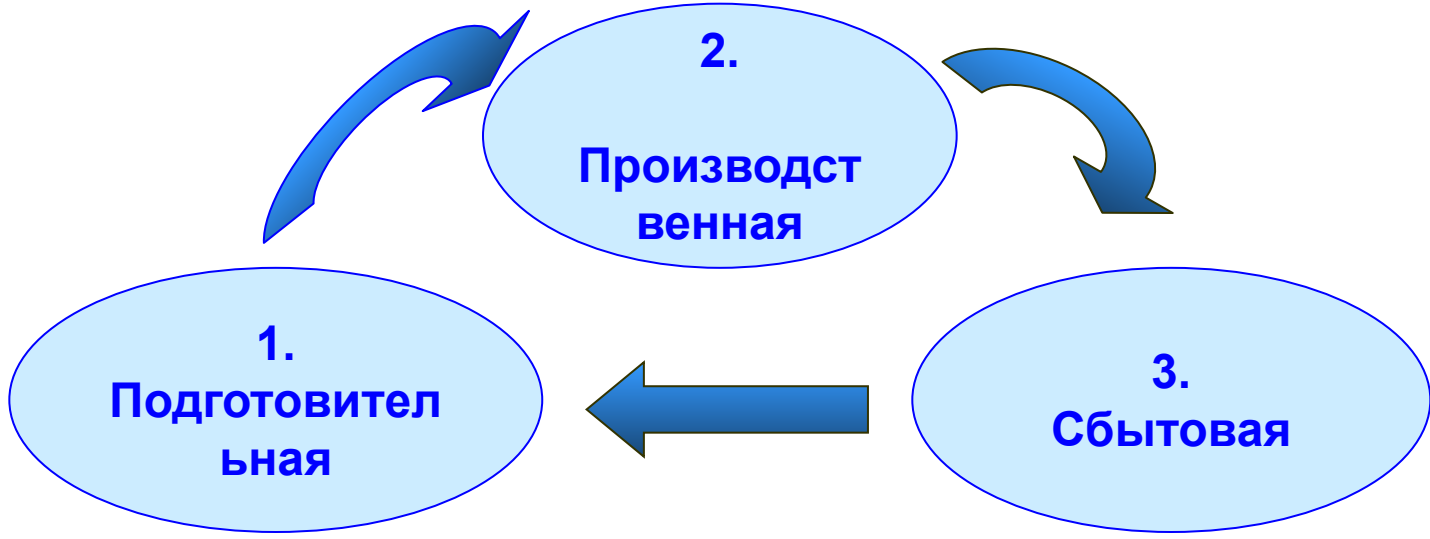 1.
Подготовител
ьная
2.
Производст
венная
3.
Сбытовая